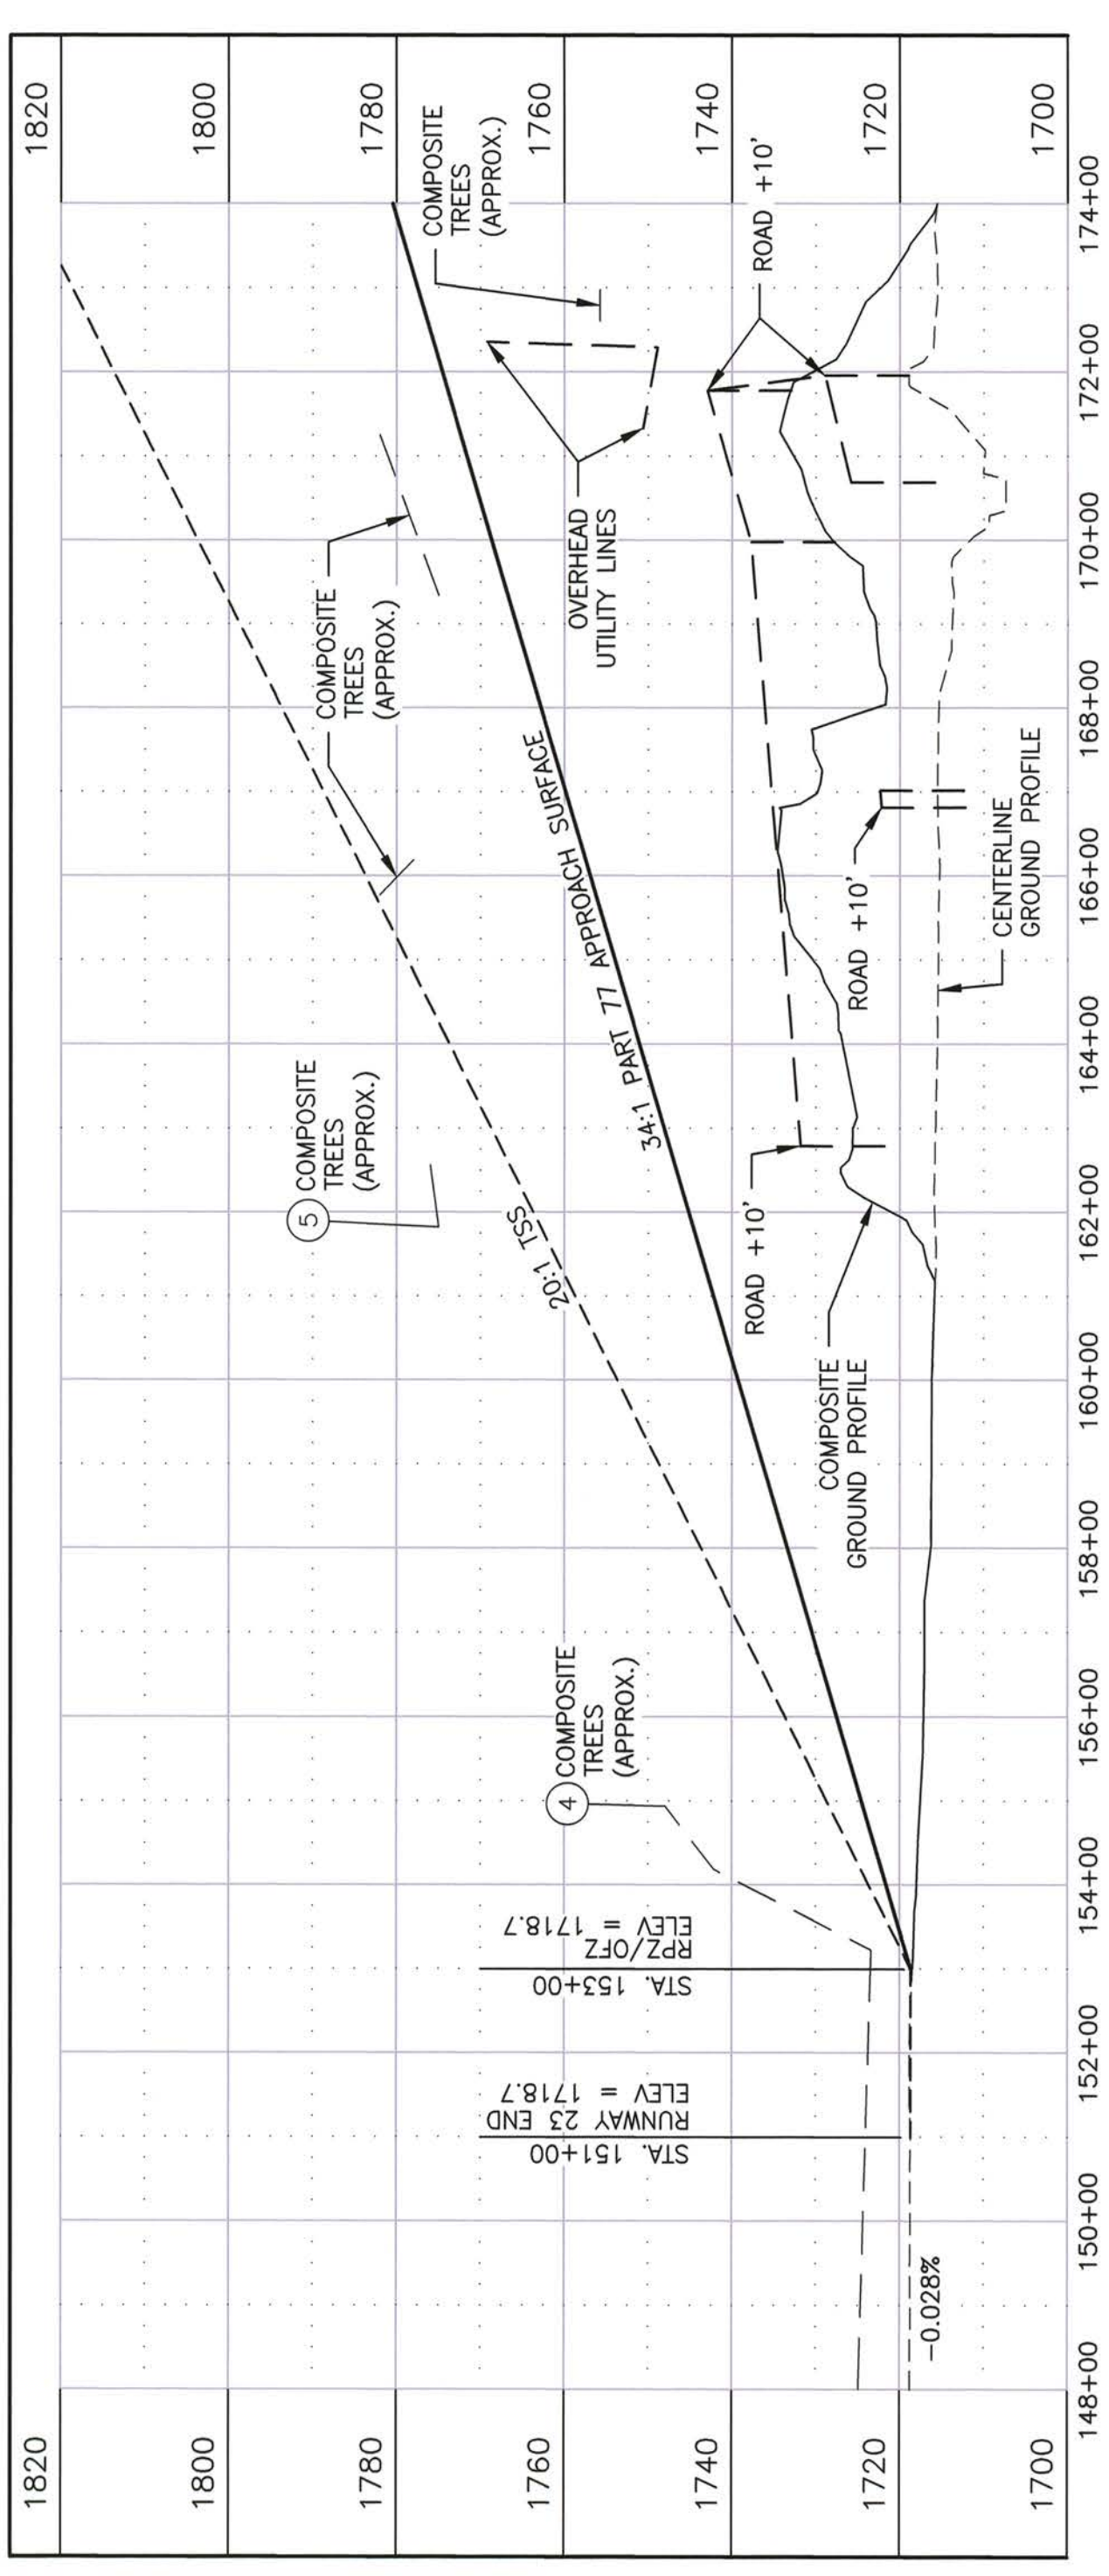 1820
1800
1780
1760
1740
1720
1700
1820
1800
1780
1760
1740
1720
1700
148+00
150+00
152+00
154+00
156+00
158+00
160+00
162+00
164+00
166+00
168+00
170+00
172+00
174+00
-0.028%
STA. 151+00
RUNWAY 23 END
ELEV = 1718.7
STA. 153+00
RPZ/OFZ
ELEV = 1718.7
4
COMPOSITE
TREES
(APPROX.)
5
COMPOSITE
TREES
(APPROX.)
20:1 TSS
34:1 PART 77 APPROACH SURFACE
COMPOSITE
GROUND PROFILE
ROAD +10'
ROAD +10'
CENTERLINE
GROUND PROFILE
COMPOSITE
TREES
(APPROX.)
OVERHEAD
UTILITY LINES
COMPOSITE
TREES
(APPROX.)
ROAD +10'